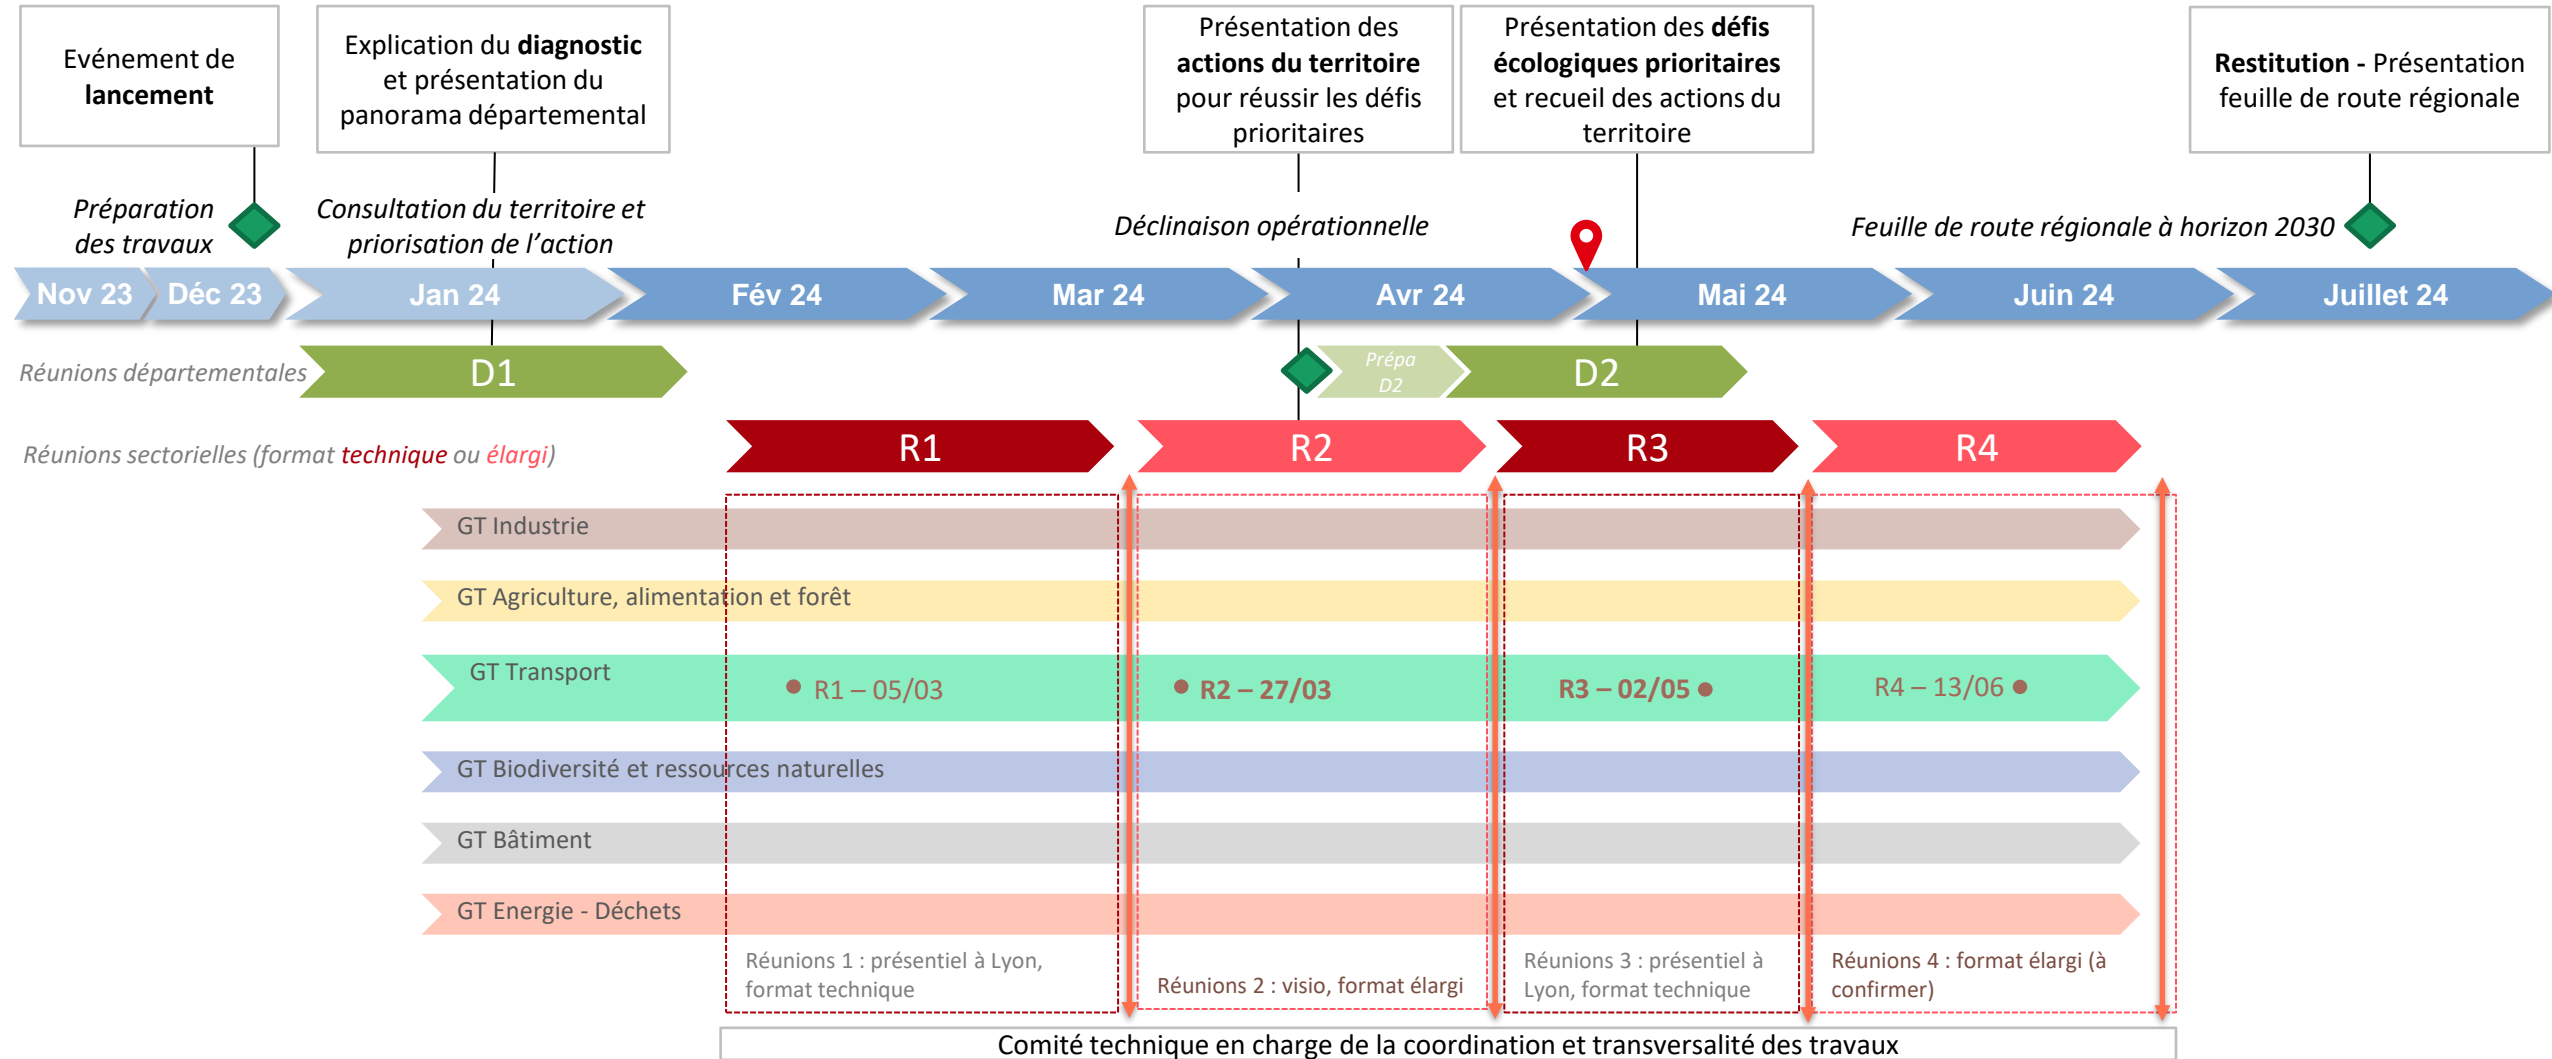 Evénement de
lancement
Explication du diagnostic
et présentation du
panorama départemental
Présentation des
actions du territoire
pour réussir les défis
prioritaires
Présentation des défis
écologiques prioritaires
et recueil des actions du
territoire
Restitution - Présentation
feuille de route régionale
Préparation
des travaux
Consultation du territoire et
priorisation de l'action
Déclinaison opérationnelle
Feuille de route régionale à horizon 2030
Nov 23
Déc 23
Jan 24
Fév 24
Mar 24
Avr 24
Mai 24
Juin 24
Juillet 24
Réunions départementales
D1
Prépa
D2
D2
Réunions sectorielles (format technique ou élargi)
R1
R2
R3
R4
GT Industrie
GT Agriculture, alimentation et forêt
GT Transport
R1 – 05/03
R2 – 27/03
R3 – 02/05
R4 – 13/06
GT Biodiversité et ressources naturelles
GT Bâtiment
GT Energie - Déchets
Réunions 1 : présentiel à Lyon,
format technique
Réunions 2 : visio, format élargi
Réunions 3 : présentiel à
Lyon, format technique
Réunions 4 : format élargi (à
confirmer)
Comité technique en charge de la coordination et transversalité des travaux